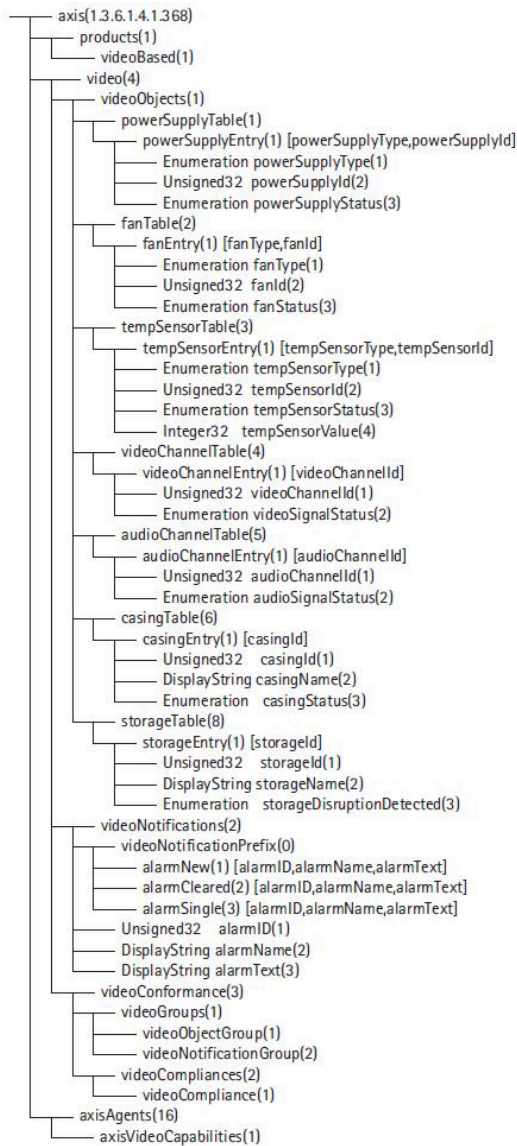 axis(1.3.6.1.4.1.368)
products(1)
videoBased(1)
video(4)
videoObjects(1)
powerSupplyTable(1)
powerSupplyEntry(1) [powerSupplyType,powerSupplyId]
Enumeration powerSupplyType(1)
Unsigned32 powerSupplyId(2)
Enumeration powerSupplyStatus(3)
fanTable(2)
fanEntry(1) [fanType,fanId]
Enumeration fanType(1)
Unsigned32 fanId(2)
Enumeration fanStatus(3)
tempSensorTable(3)
tempSensorEntry(1) [tempSensorType,tempSensorId]
Enumeration tempSensorType(1)
Unsigned32 tempSensorId(2)
Enumeration tempSensorStatus(3)
Integer32 tempSensorValue(4)
videoChannelTable(4)
videoChannelEntry(1) [videoChannelId]
Unsigned32 videoChannelId(1)
Enumeration videoSignalStatus(2)
audioChannelTable(5)
audioChannelEntry(1) [audioChannelId]
Unsigned32 audioChannelId(1)
Enumeration audioSignalStatus(2)
casingTable(6)
casingEntry(1) [casingId]
Unsigned32 casingId(1)
DisplayString casingName(2)
Enumeration casingStatus(3)
storageTable(8)
storageEntry(1) [storageId]
Unsigned32 storageId(1)
DisplayString storageName(2)
Enumeration storageDisruptionDetected(3)
videoNotifications(2)
videoNotificationPrefix(0)
alarmNew(1) [alarmID,alarmName,alarmText]
alarmCleared(2) [alarmID,alarmName,alarmText]
alarmSingle(3) [alarmID,alarmName,alarmText]
Unsigned32 alarmID(1)
DisplayString alarmName(2)
DisplayString alarmText(3)
videoConformance(3)
videoGroups(1)
videoObjectGroup(1)
videoNotificationGroup(2)
videoCompliances(2)
videoCompliance(1)
axisAgents(16)
axisVideoCapabilities(1)